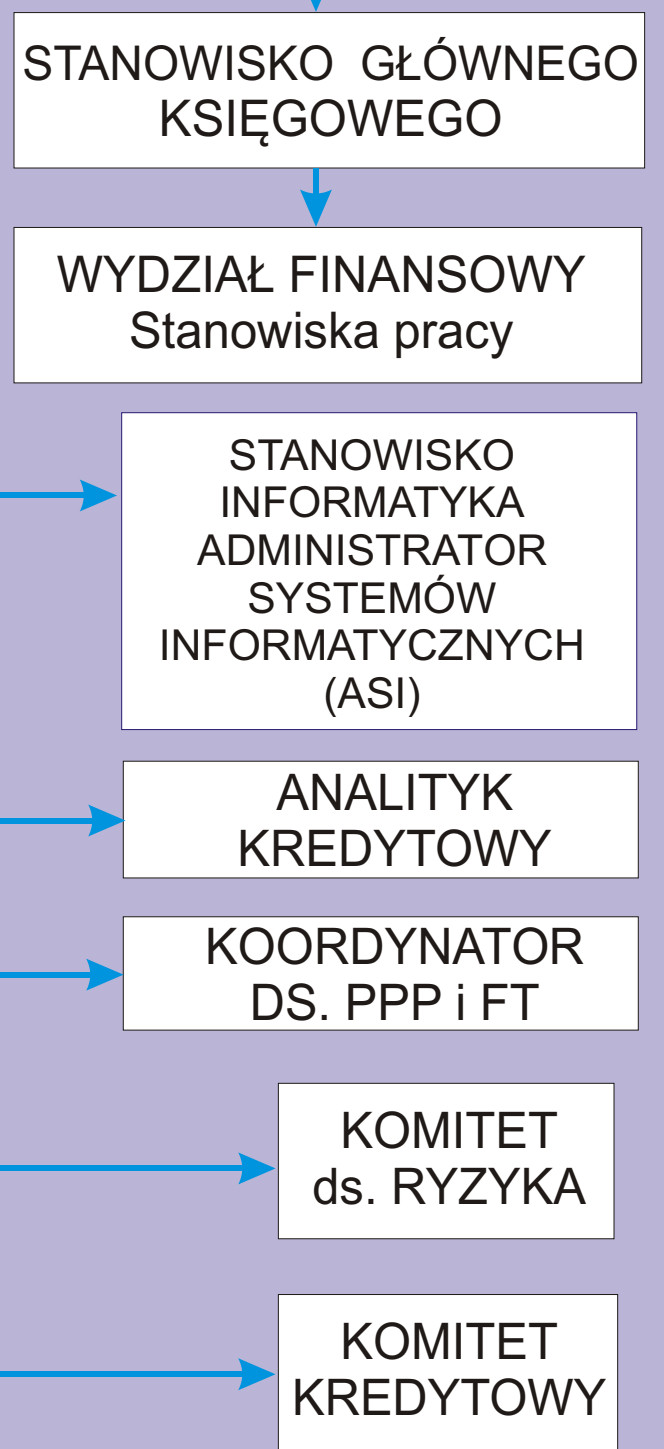 STANOWISKO GŁÓWNEGO
KSIĘGOWEGO
WYDZIAŁ FINANSOWY
Stanowiska pracy
STANOWISKO
INFORMATYKA
ADMINISTRATOR
SYSTEMÓW
INFORMATYCZNYCH
(ASI)
ANALITYK
KREDYTOWY
KOORDYNATOR
DS. PPP i FT
KOMITET
ds. RYZYKA
KOMITET
KREDYTOWY